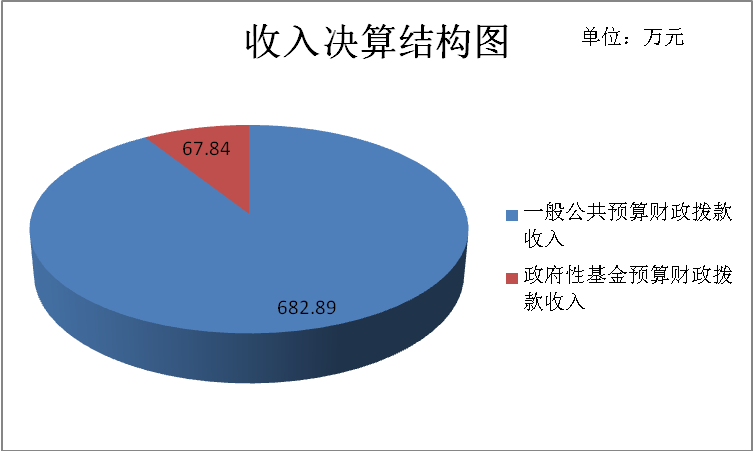 收入决算结构图
单位：万元
67.84
682.89
一般公共预算财政拨款
收入
政府性基金预算财政拨
款收入